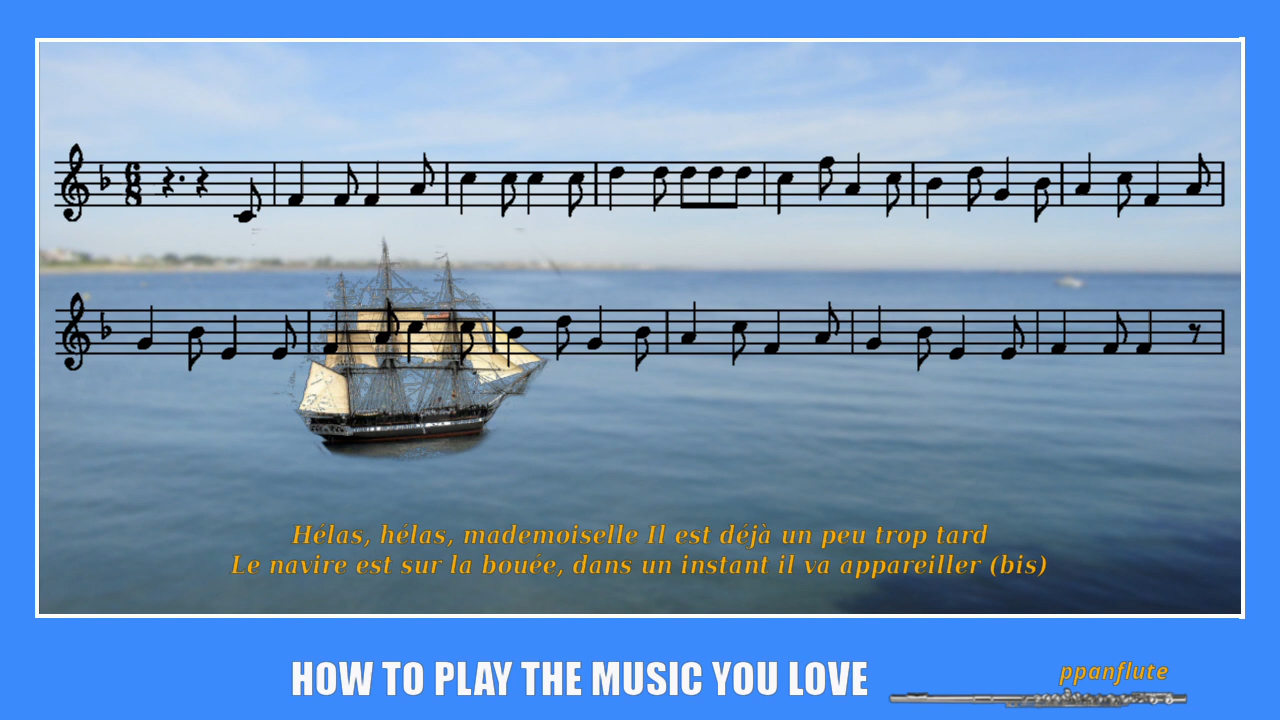 Hélas, hélas, mademoiselle Il est déjà un peu trop tard
Le navire est sur la bouée, dans un instant il va appareiller (bis)
HOW TO PLAY THE MUSIC YOU LOVE
ppanflute